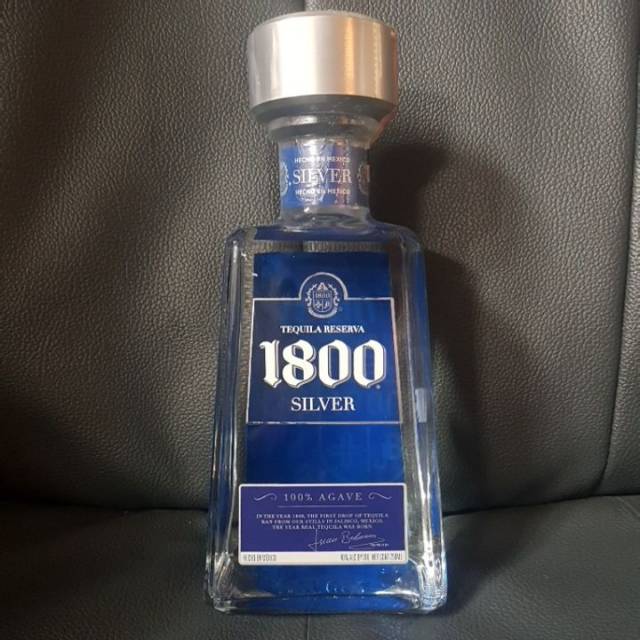 HECHO EN MEXICO
SILVER
HECHO EN MEXICO
1800
TEQUILA RESERVA
1800
SILVER
100% AGAVE
IN THE YEAR 1800, THE FIRST DROP OF TEQUILA
RAN FROM OUR STILLS IN JALISCO, MEXICO.
THE YEAR REAL TEQUILA WAS BORN.